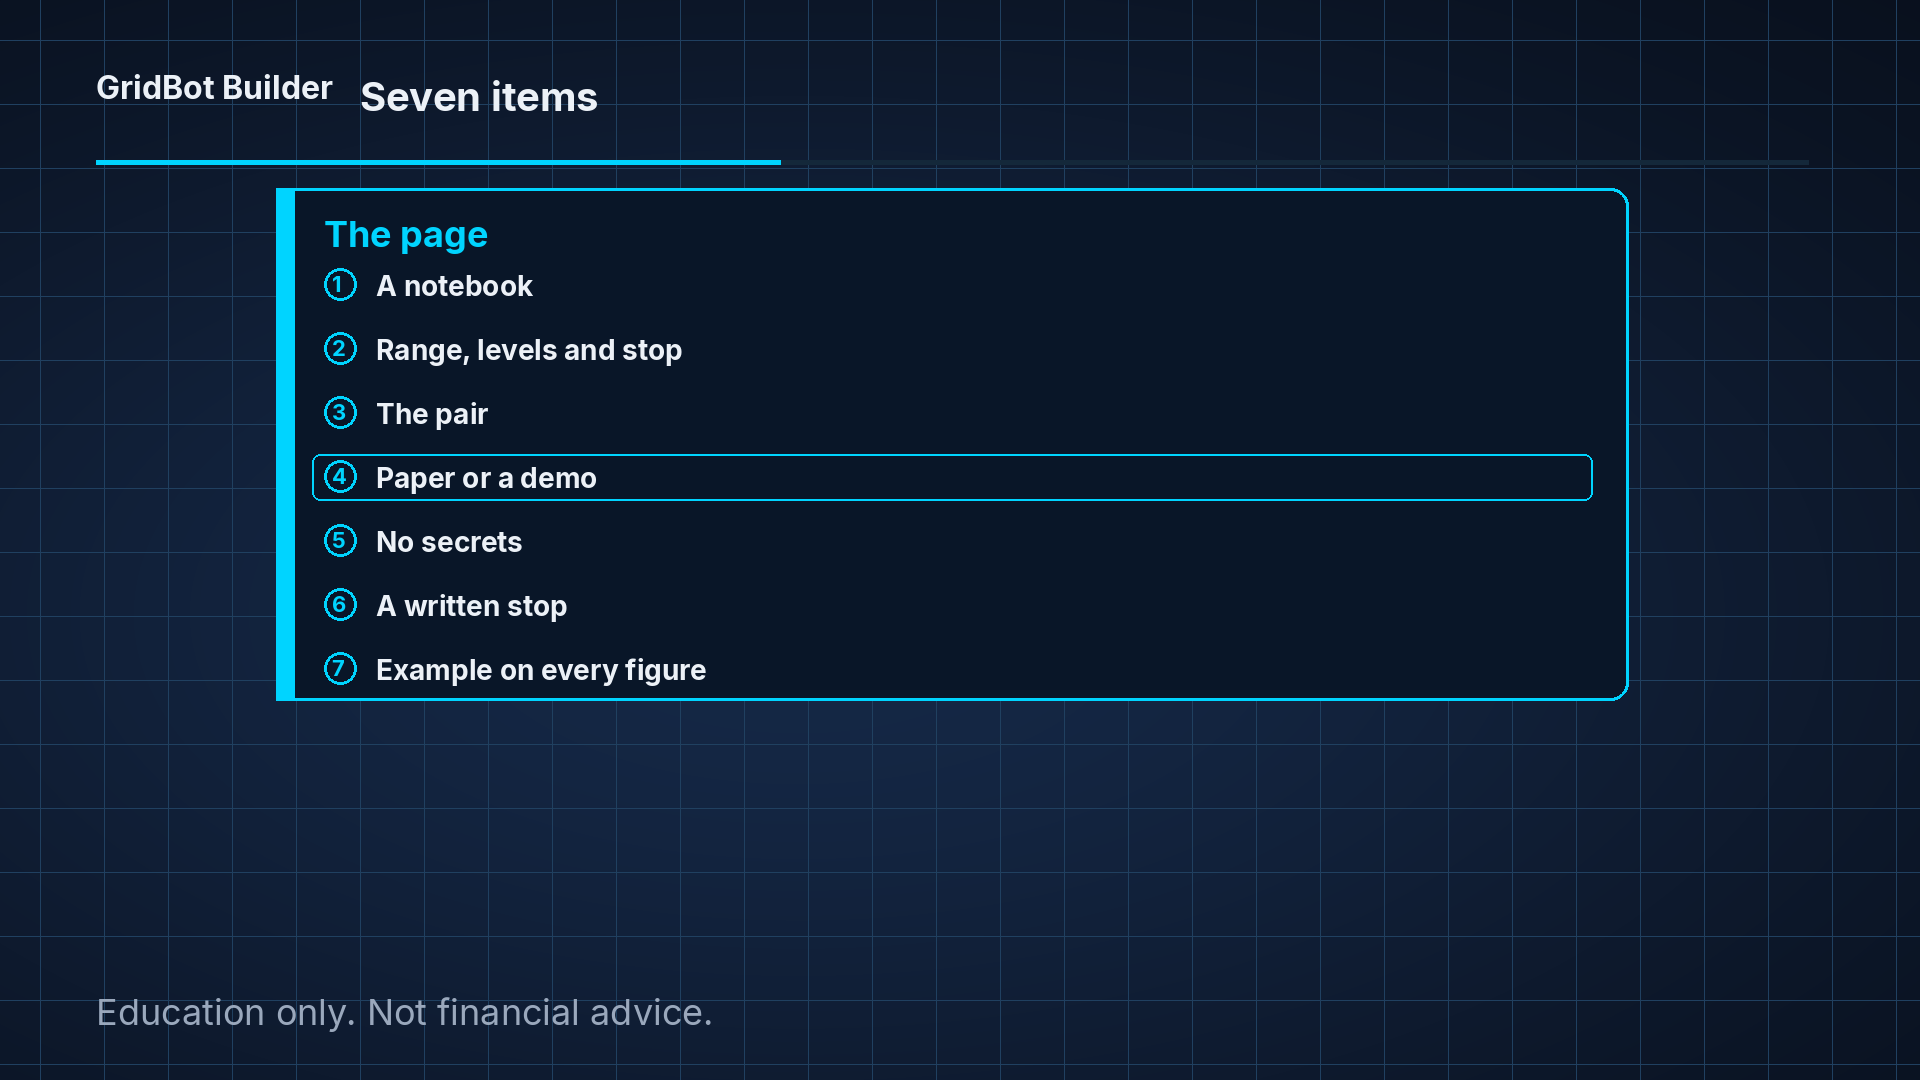 GridBot Builder
Seven items
The page
1 A notebook
2 Range, levels and stop
3 The pair
4 Paper or a demo
5 No secrets
6 A written stop
7 Example on every figure
Education only. Not financial advice.